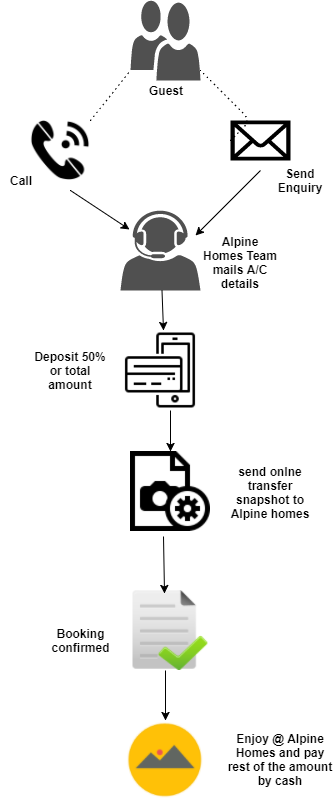 Guest
Call
Send
Enquiry
Alpine
Homes Team
mails A/C
details
Deposit 50%
or total
amount
send onlne
transfer
snapshot to
Alpine homes
Booking
confirmed
Enjoy @ Alpine
Homes and pay
rest of the amount
by cash